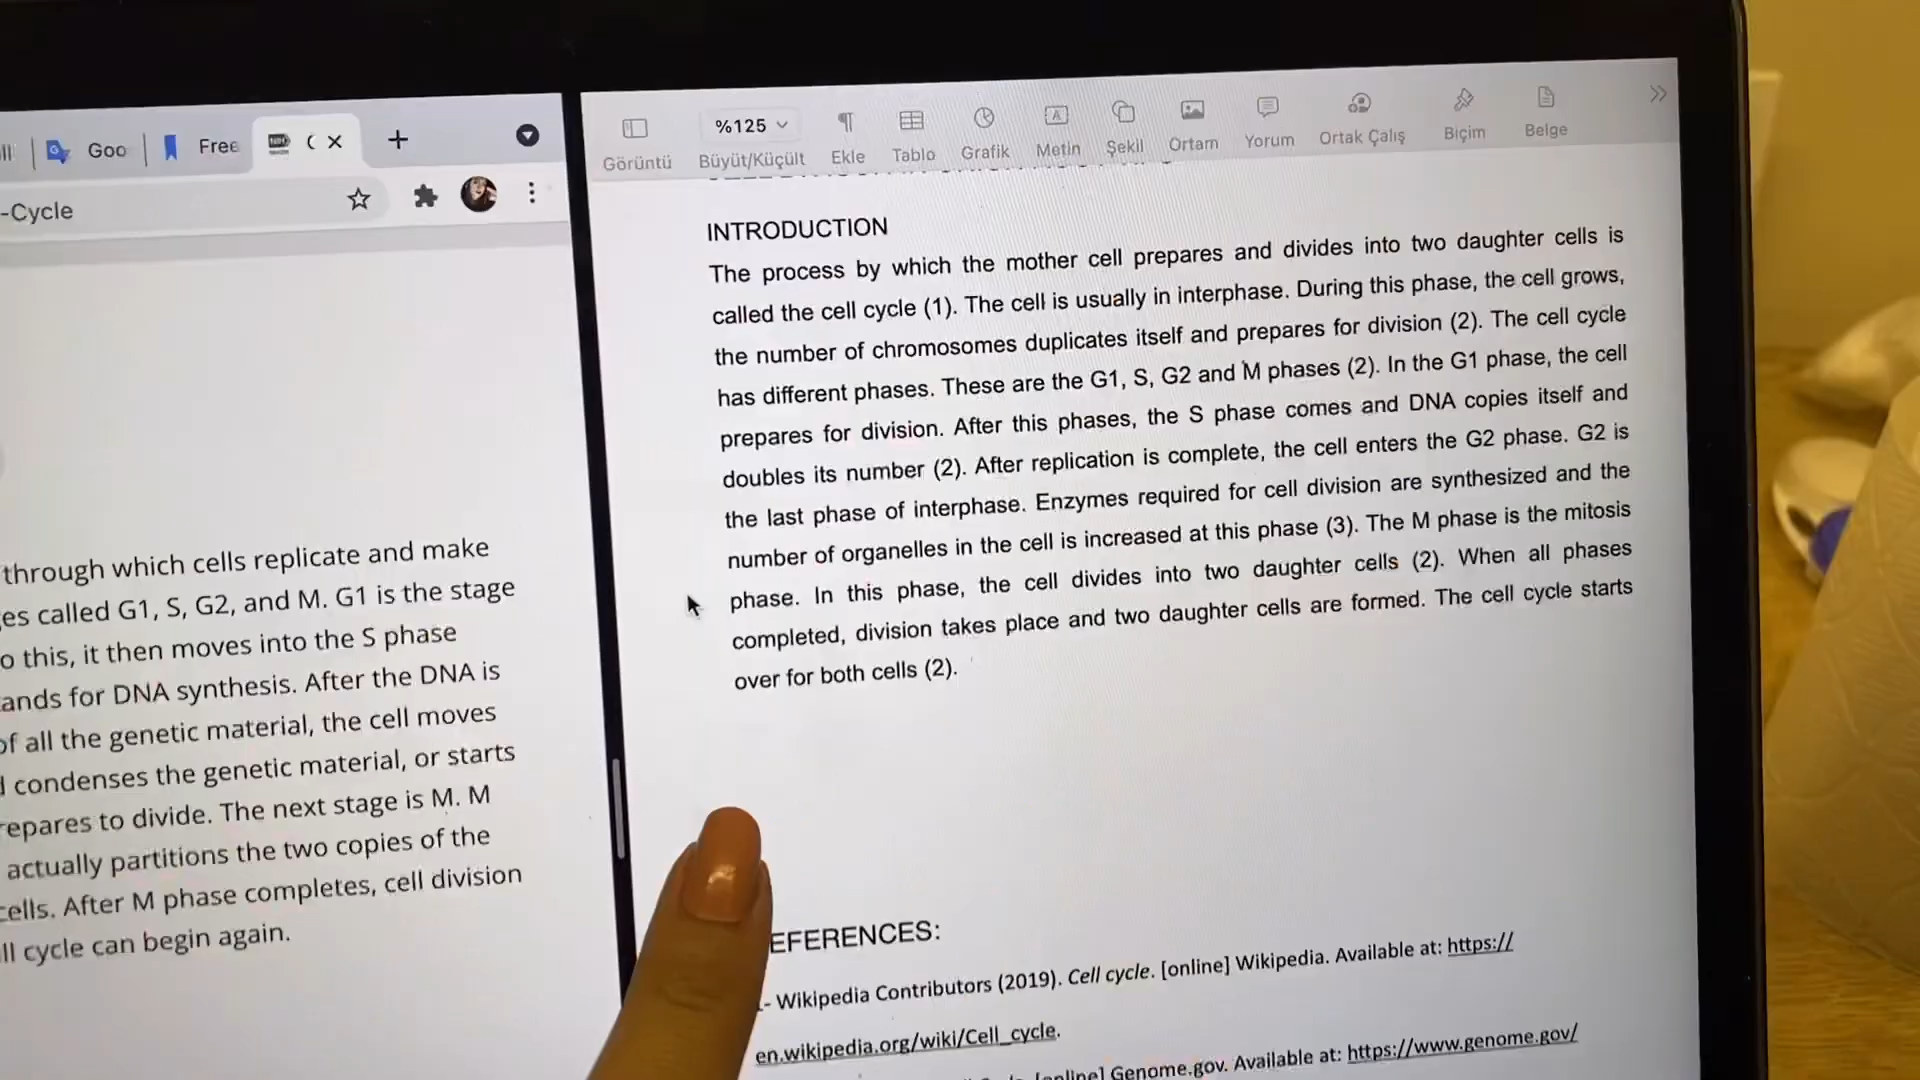 Goo
Free
-Cycle
through which cells replicate and make
es called G1, S, G2, and M. G1 is the stage
o this, it then moves into the S phase
ands for DNA synthesis. After the DNA is
of all the genetic material, the cell moves
condenses the genetic material, or starts
repares to divide. The next stage is M. M
actually partitions the two copies of the
cells. After M phase completes, cell division
ll cycle can begin again.
%125
Görüntü Büyüt/Küçült Ekle Tablo Grafik Metin Şekil Ortam Yorum Ortak Çalış Biçim Belge
INTRODUCTION
The process by which the mother cell prepares and divides into two daughter cells is
called the cell cycle (1). The cell is usually in interphase. During this phase, the cell grows,
the number of chromosomes duplicates itself and prepares for division (2). The cell cycle
has different phases. These are the G1, S, G2 and M phases (2). In the G1 phase, the cell
prepares for division. After this phases, the S phase comes and DNA copies itself and
doubles its number (2). After replication is complete, the cell enters the G2 phase. G2 is
the last phase of interphase. Enzymes required for cell division are synthesized and the
number of organelles in the cell is increased at this phase (3). The M phase is the mitosis
phase. In this phase, the cell divides into two daughter cells (2). When all phases
completed, division takes place and two daughter cells are formed. The cell cycle starts
over for both cells (2).
EFERENCES:
- Wikipedia Contributors (2019). Cell cycle. [online] Wikipedia. Available at: https://
en.wikipedia.org/wiki/Cell_cycle.
[online] Genome.gov. Available at: https://www.genome.gov/